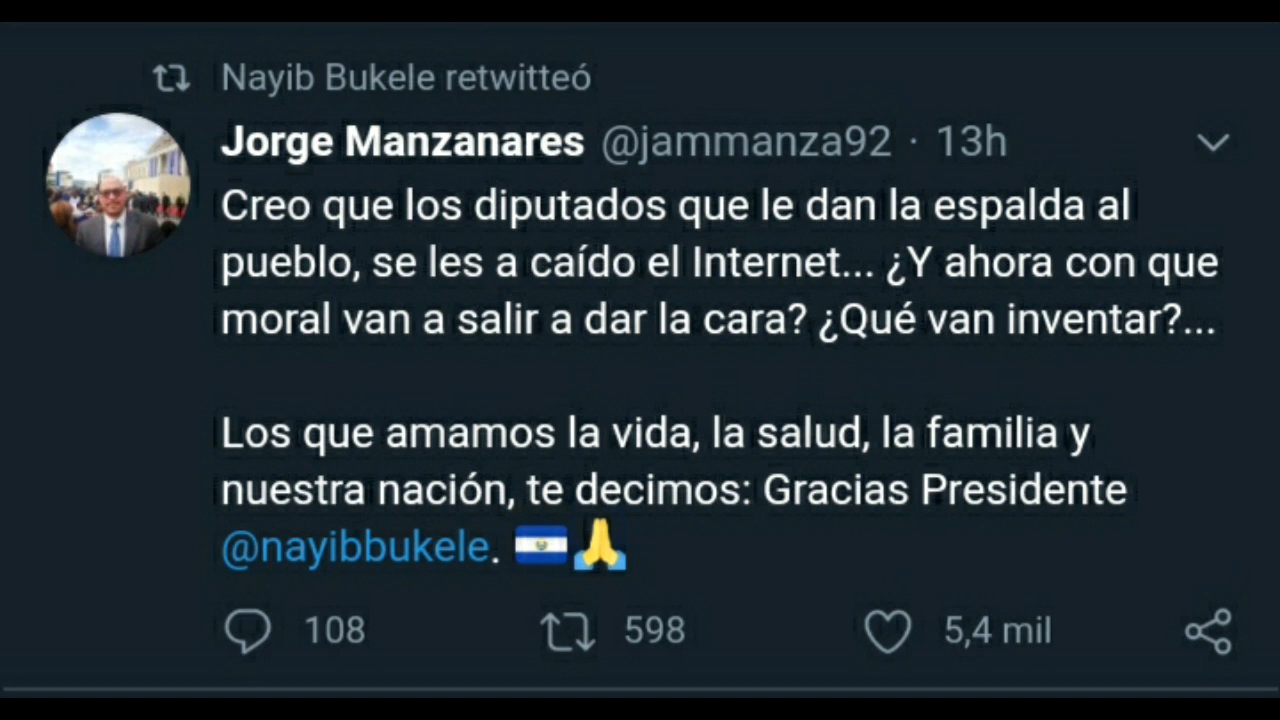 Nayib Bukele retwitteó
Jorge Manzanares @jammanza92 · 13h
Creo que los diputados que le dan la espalda al
pueblo, se les a caído el Internet... ¿Y ahora con que
moral van a salir a dar la cara? ¿Qué van inventar?...
Los que amamos la vida, la salud, la familia y
nuestra nación, te decimos: Gracias Presidente
@nayibbukele. 🇸🇻🙏
108 598 5,4 mil